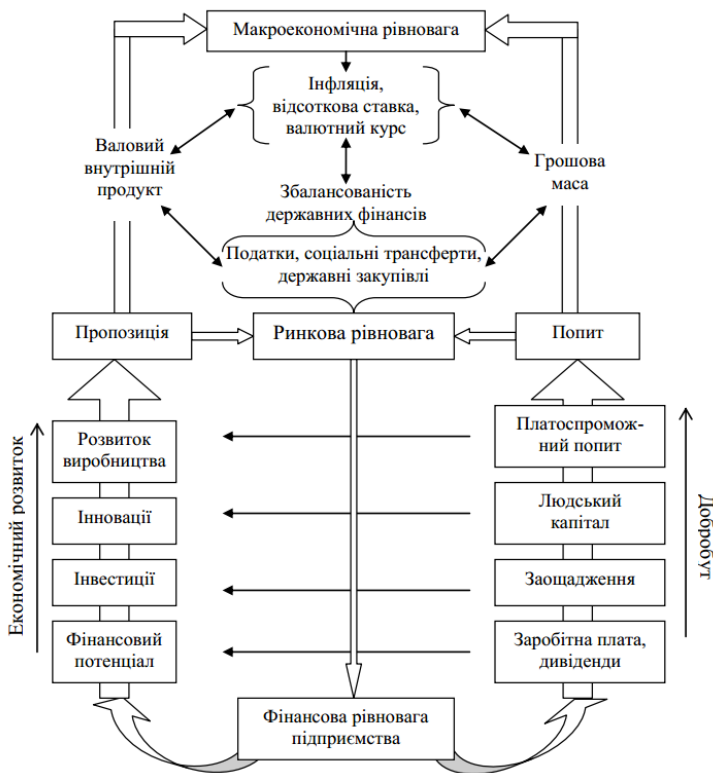 Макроекономічна рівновага
Інфляція,
відсоткова ставка,
валютний курс
Валовий
внутрішній
продукт
Грошова
маса
Збалансованість
державних фінансів
Податки, соціальні трансферти,
державні закупівлі
Пропозиція
Ринкова рівновага
Попит
Економічний розвиток
Розвиток
виробництва
Інновації
Інвестиції
Фінансовий
потенціал
Платоспромож-
ний попит
Людський
капітал
Заощадження
Заробітна плата,
дивіденди
Добробут
Фінансова рівновага
підприємства